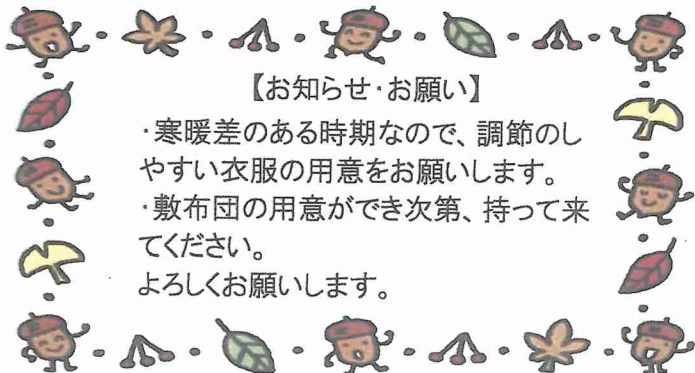 【お知らせ・お願い】
・寒暖差のある時期なので、調節のし
やすい衣服の用意をお願いします。
・敷布団の用意ができ次第、持って来
てください。
よろしくお願いします。